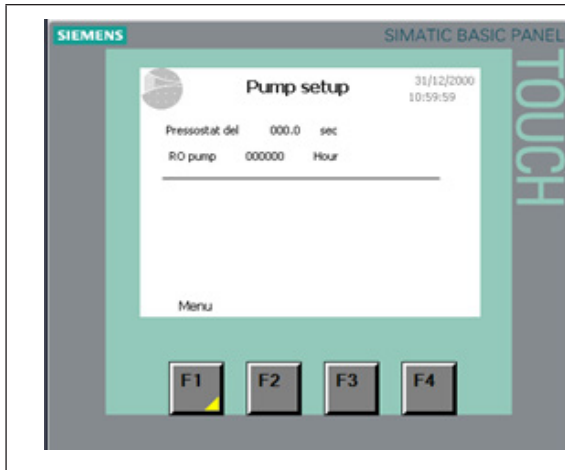 SIEMENS SIMATIC BASIC PANEL
TOUCH
Pump setup 31/12/2000
10:59:59
Pressostat del 000.0 sec
RO pump 000000 Hour
Menu
F1 F2 F3 F4